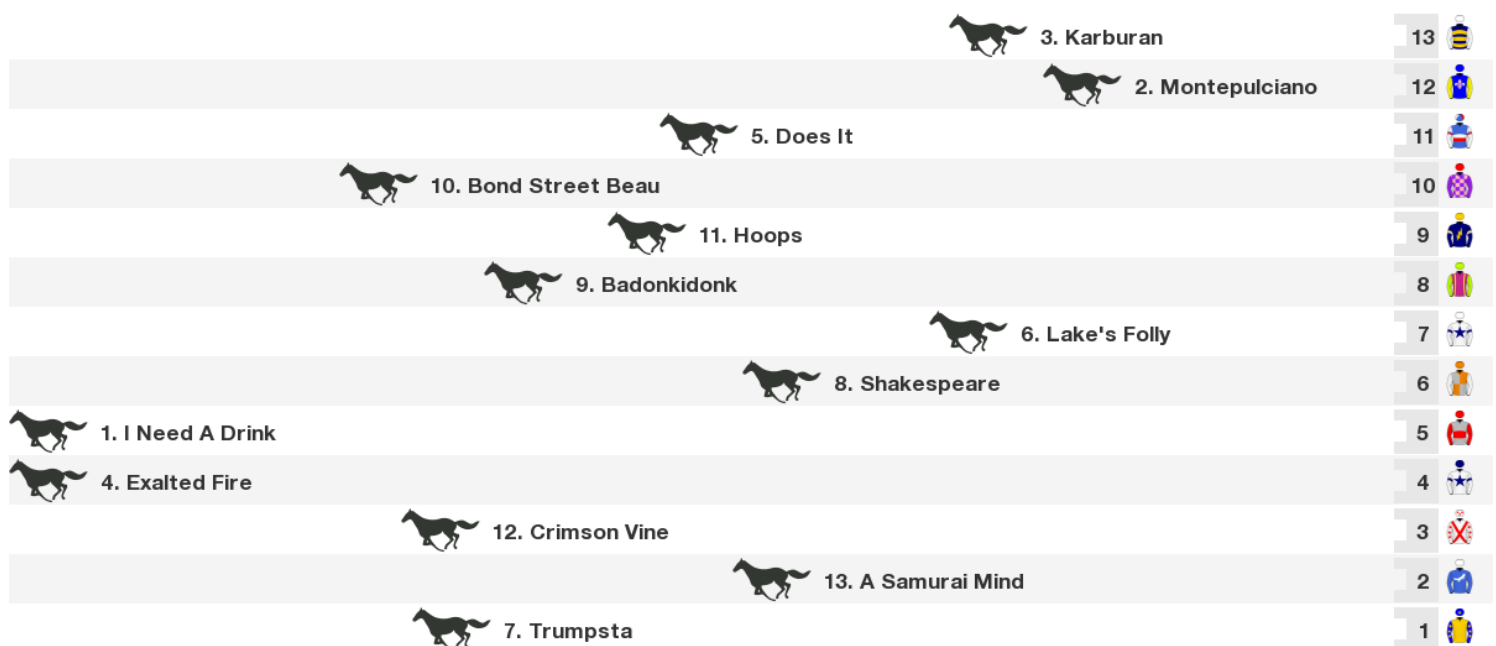 3. Karburan 13
2. Montepulciano 12
5. Does It 11
10. Bond Street Beau 10
11. Hoops 9
9. Badonkidonk 8
6. Lake's Folly 7
8. Shakespeare 6
1. I Need A Drink 5
4. Exalted Fire 4
12. Crimson Vine 3
13. A Samurai Mind 2
7. Trumpsta 1